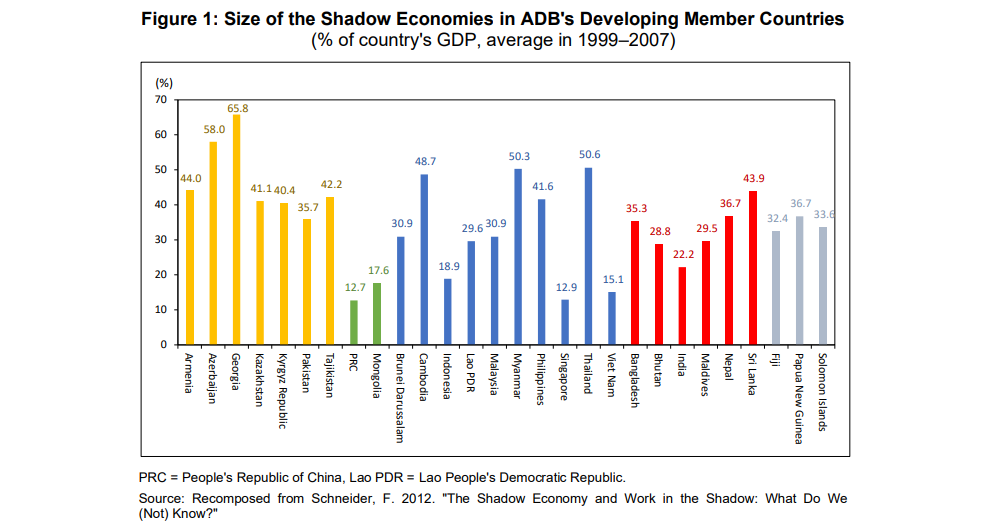 Figure 1: Size of the Shadow Economies in ADB's Developing Member Countries
(% of country's GDP, average in 1999–2007)
(%)
70
60
50
40
30
20
10
0
44.0
58.0
65.8
41.1
40.4
35.7
42.2
12.7
17.6
30.9
48.7
18.9
29.6
30.9
50.3
41.6
12.9
50.6
15.1
35.3
28.8
22.2
29.5
36.7
43.9
32.4
36.7
33.6
Armenia
Azerbaijan
Georgia
Kazakhstan
Kyrgyz Republic
Pakistan
Tajikistan
PRC
Mongolia
Brunei Darussalam
Cambodia
Indonesia
Lao PDR
Malaysia
Myanmar
Philippines
Singapore
Thailand
Viet Nam
Bangladesh
Bhutan
India
Maldives
Nepal
Sri Lanka
Fiji
Papua New Guinea
Solomon Islands
PRC = People's Republic of China, Lao PDR = Lao People's Democratic Republic.
Source: Recomposed from Schneider, F. 2012. "The Shadow Economy and Work in the Shadow: What Do We
(Not) Know?"